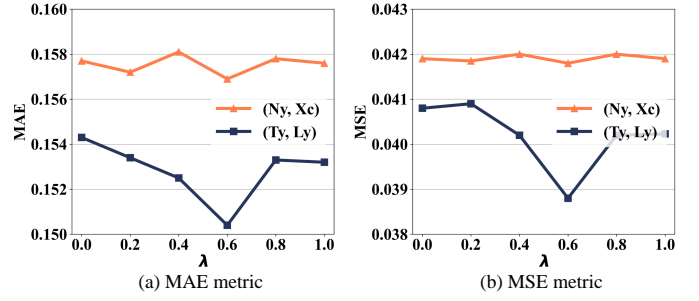 0.160
0.158
0.156
0.154
0.152
0.150
MAE
(Ny, Xc)
(Ty, Ly)
0.0 0.2 0.4 0.6 0.8 1.0
λ
(a) MAE metric
0.043
0.042
0.041
0.040
0.039
0.038
MSE
(Ny, Xc)
(Ty, Ly)
0.0 0.2 0.4 0.6 0.8 1.0
λ
(b) MSE metric